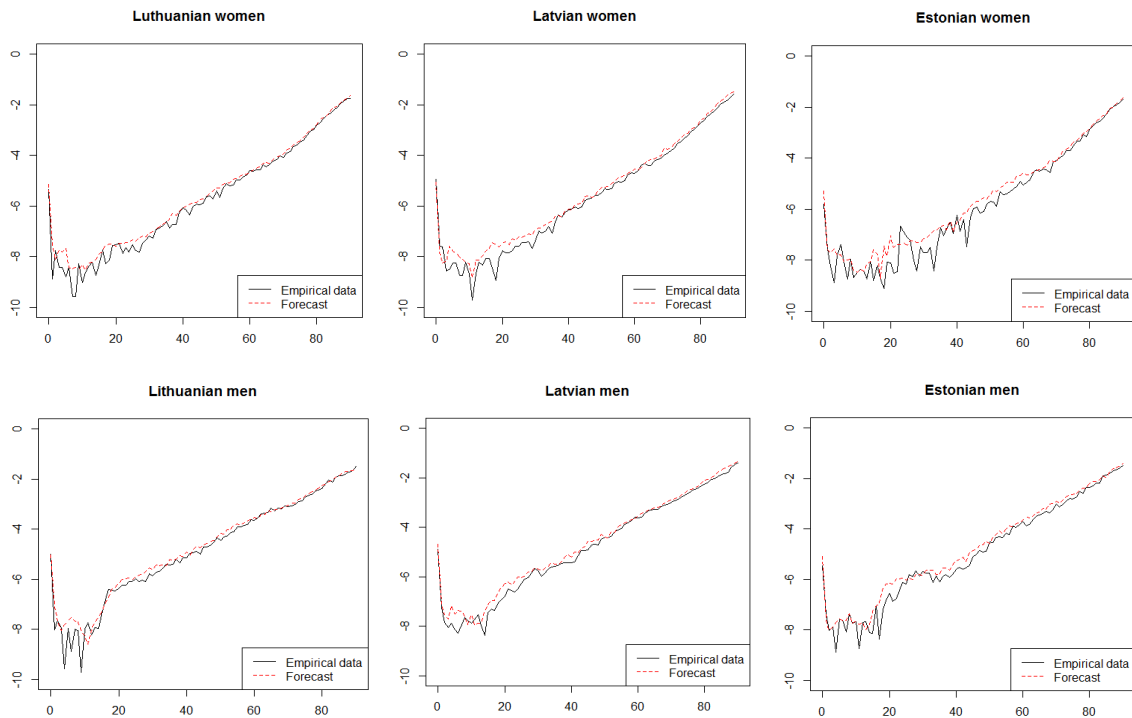 Luthuanian women
0
-2
-4
-6
-8
-10
0 20 40 60 80
Empirical data
Forecast
Latvian women
0
-2
-4
-6
-8
-10
0 20 40 60 80
Empirical data
Forecast
Estonian women
0
-2
-4
-6
-8
-10
0 20 40 60 80
Empirical data
Forecast
Lithuanian men
0
-2
-4
-6
-8
-10
0 20 40 60 80
Empirical data
Forecast
Latvian men
0
-2
-4
-6
-8
-10
0 20 40 60 80
Empirical data
Forecast
Estonian men
0
-2
-4
-6
-8
-10
0 20 40 60 80
Empirical data
Forecast